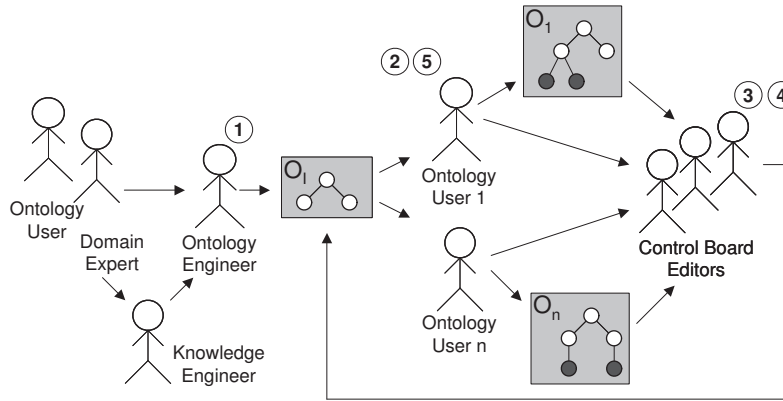 O1
2 5
3 4
1
OI
Ontology
User
Domain
Expert
Ontology
Engineer
Knowledge
Engineer
Ontology
User 1
Ontology
User n
On
Control Board
Editors